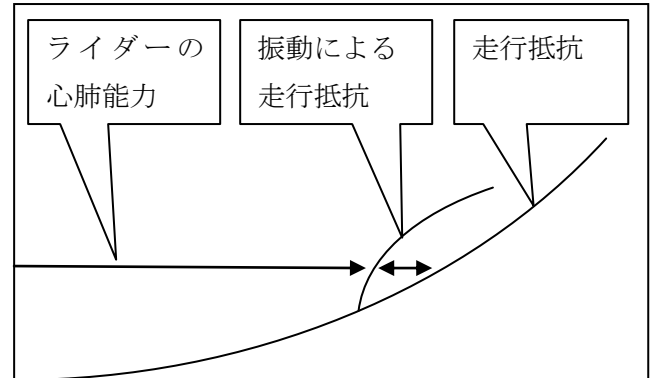 ライダーの
心肺能力
振動による
走行抵抗
走行抵抗